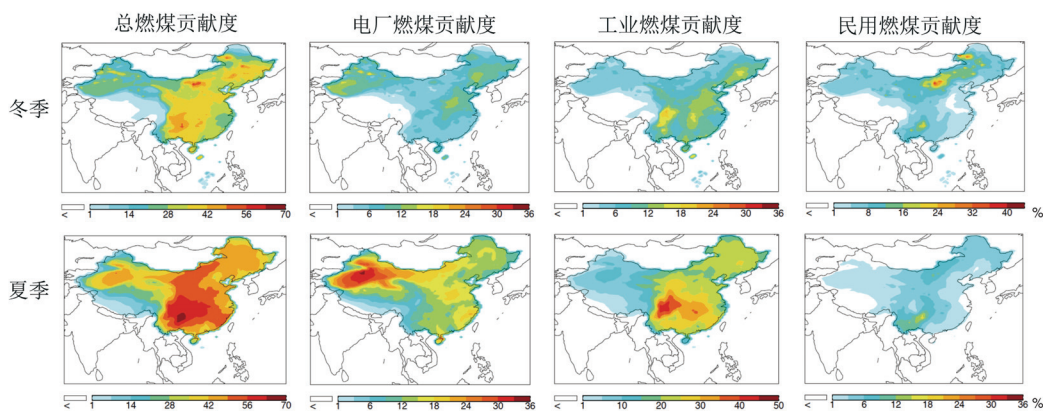 总燃煤贡献度 电厂燃煤贡献度 工业燃煤贡献度 民用燃煤贡献度
冬季
< 1 14 28 42 56 70 < 1 6 12 18 24 30 36 < 1 6 12 18 24 30 36 < 1 8 16 24 32 40 %
夏季
< 1 14 28 42 56 70 < 1 6 12 18 24 30 36 < 1 10 20 30 40 50 < 1 6 12 18 24 30 36 %